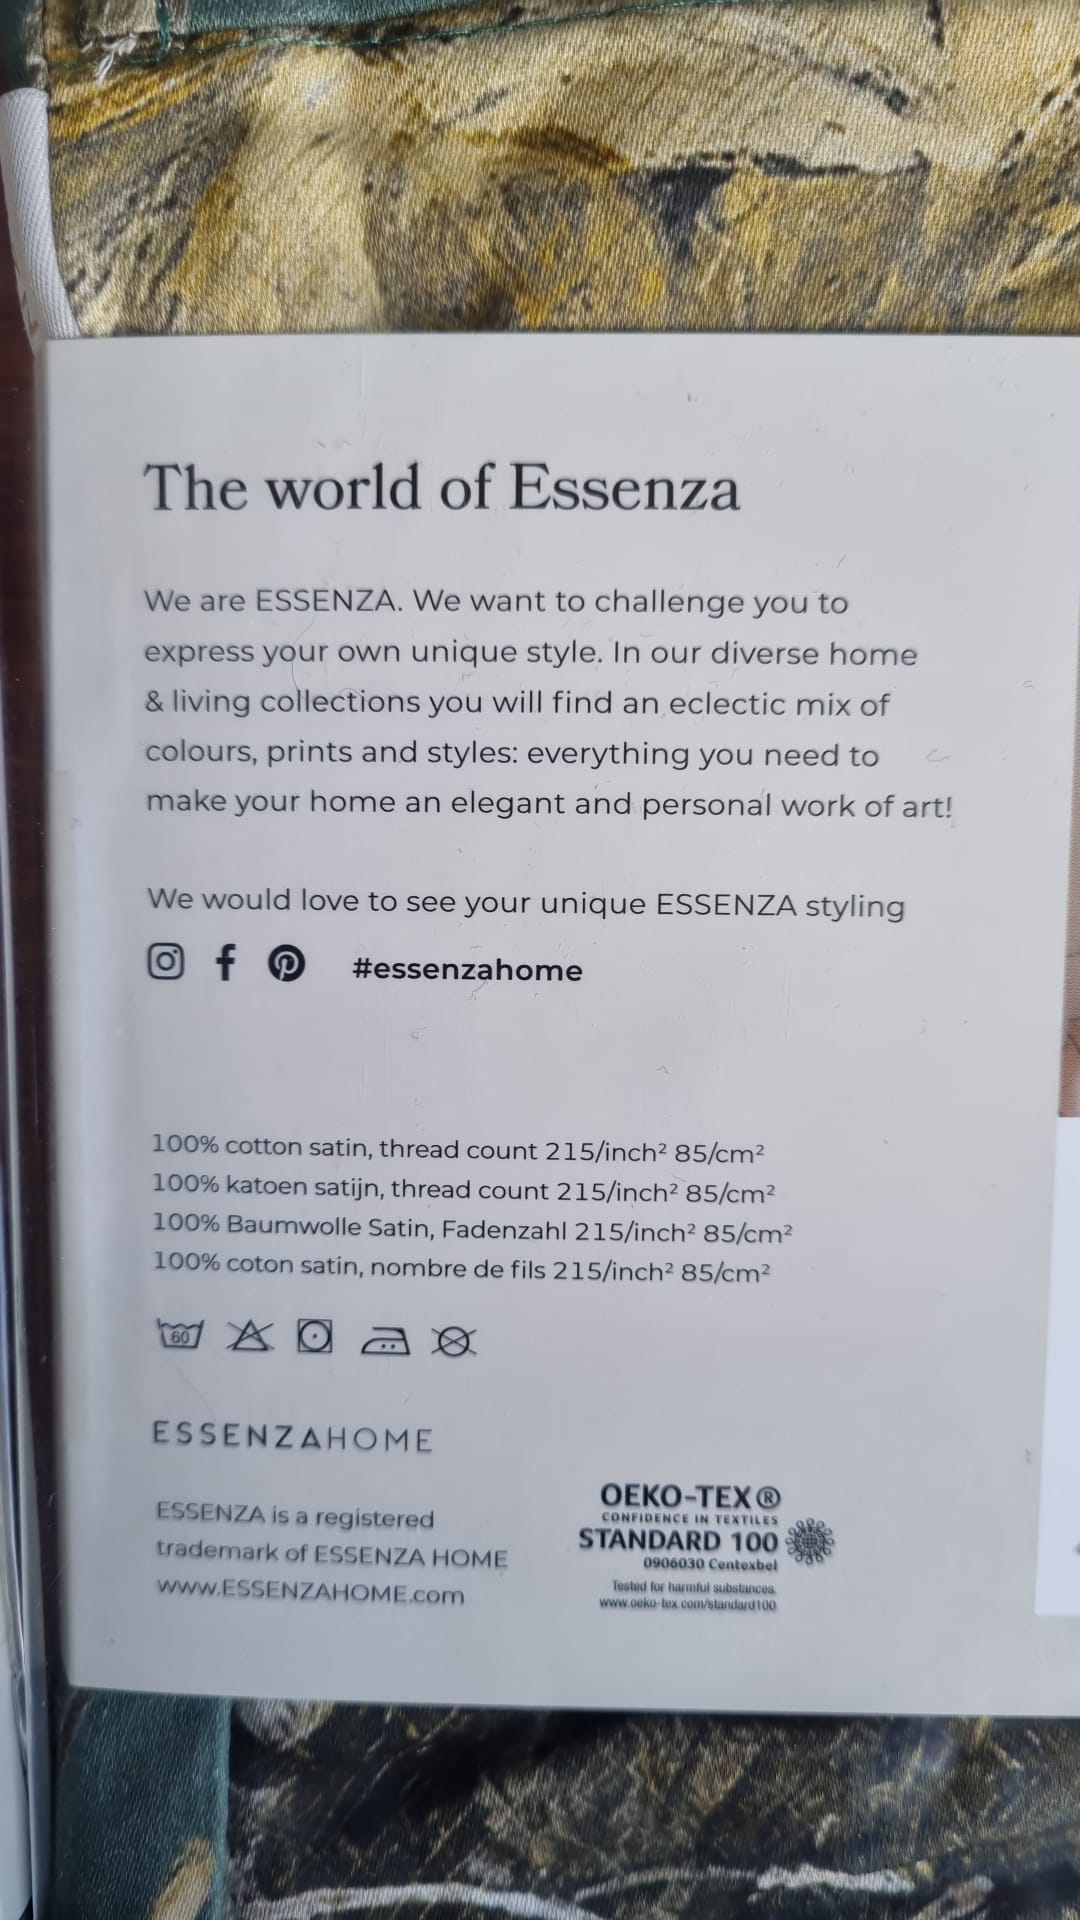 The world of Essenza
We are ESSENZA. We want to challenge you to
express your own unique style. In our diverse home
& living collections you will find an eclectic mix of
colours, prints and styles: everything you need to
make your home an elegant and personal work of art!
We would love to see your unique ESSENZA styling
#essenzahome
100% cotton satin, thread count 215/inch² 85/cm²
100% katoen satijn, thread count 215/inch² 85/cm²
100% Baumwolle Satin, Fadenzahl 215/inch² 85/cm²
100% coton satin, nombre de fils 215/inch² 85/cm²
60
ESSENZAHOME
ESSENZA is a registered
trademark of ESSENZA HOME
www.ESSENZAHOME.com
OEKO-TEX®
CONFIDENCE IN TEXTILES
STANDARD 100
0906030 Centexbel
Tested for harmful substances.
www.oeko-tex.com/standard100